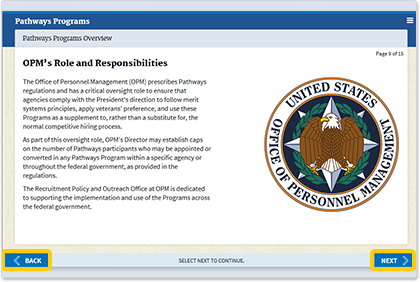 Pathways Programs
Pathways Programs Overview
Page 9 of 15
OPM's Role and Responsibilities
The Office of Personnel Management (OPM) prescribes Pathways
regulations and has a critical oversight role to ensure that
agencies comply with the President's direction to follow merit
systems principles, apply veterans' preference, and use these
Programs as a supplement to, rather than a substitute for, the
normal competitive hiring process.
As part of this oversight role, OPM's Director may establish caps
on the number of Pathways participants who may be appointed or
converted in any Pathways Program within a specific agency or
throughout the federal government, as provided in the
regulations.
The Recruitment Policy and Outreach Office at OPM is dedicated
to supporting the implementation and use of the Programs across
the federal government.
UNITED STATES
OFFICE OF PERSONNEL MANAGEMENT
BACK
SELECT NEXT TO CONTINUE.
NEXT